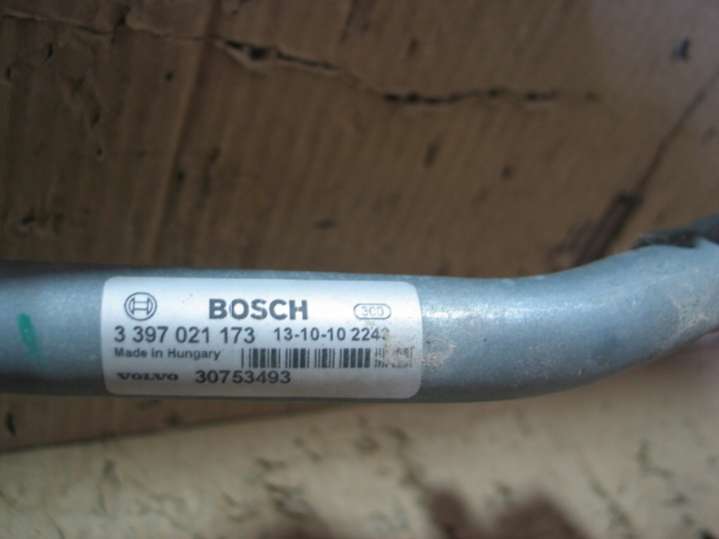 BOSCH
3 397 021 173 13-10-10 2243
Made in Hungary
VOLVO 30753493